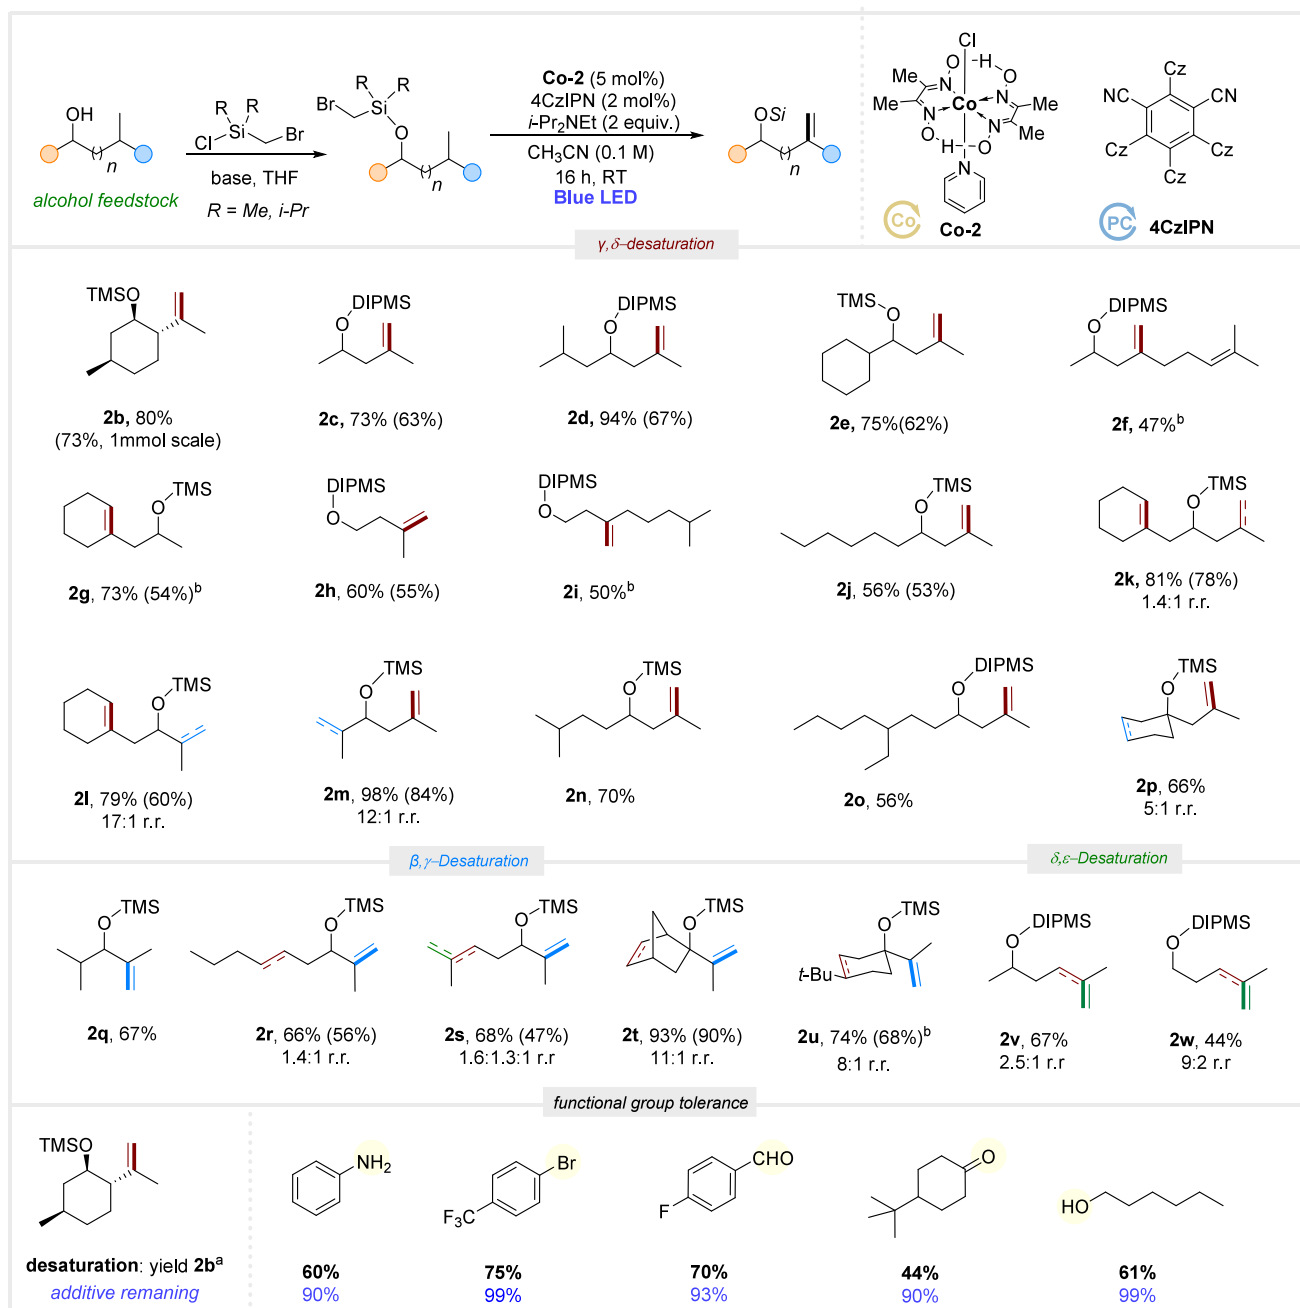 OH
n
alcohol feedstock
R
R
Cl
Si
Br
base, THF
R = Me, i-Pr
R
R
Br
Si
O
n
Co-2 (5 mol%)
4CzIPN (2 mol%)
i-Pr2NEt (2 equiv.)
CH3CN (0.1 M)
16 h, RT
Blue LED
OSi
n
Cl
O
H
O
Me
N
N
Me
Co
Me
N
N
Me
O
H
O
N
Co
Co-2
Cz
NC
CN
Cz
Cz
Cz
PC
4CzIPN
γ,δ–desaturation
TMSO
2b, 80%
(73%, 1mmol scale)
DIPMS
O
2c, 73% (63%)
DIPMS
O
2d, 94% (67%)
TMS
O
2e, 75%(62%)
DIPMS
O
2f, 47%b
TMS
O
2g, 73% (54%)b
DIPMS
O
2h, 60% (55%)
DIPMS
O
2i, 50%b
TMS
O
2j, 56% (53%)
TMS
O
2k, 81% (78%)
1.4:1 r.r.
TMS
O
2l, 79% (60%)
17:1 r.r.
TMS
O
2m, 98% (84%)
12:1 r.r.
TMS
O
2n, 70%
DIPMS
O
2o, 56%
TMS
O
2p, 66%
5:1 r.r.
β,γ–Desaturation
δ,ε–Desaturation
TMS
O
2q, 67%
TMS
O
2r, 66% (56%)
1.4:1 r.r.
TMS
O
2s, 68% (47%)
1.6:1.3:1 r.r
TMS
O
2t, 93% (90%)
11:1 r.r.
TMS
O
t-Bu
2u, 74% (68%)b
8:1 r.r.
DIPMS
O
2v, 67%
2.5:1 r.r
DIPMS
O
2w, 44%
9:2 r.r
functional group tolerance
TMSO
desaturation: yield 2ba
additive remaning
NH2
60%
90%
Br
F3C
75%
99%
CHO
F
70%
93%
O
44%
90%
HO
61%
99%